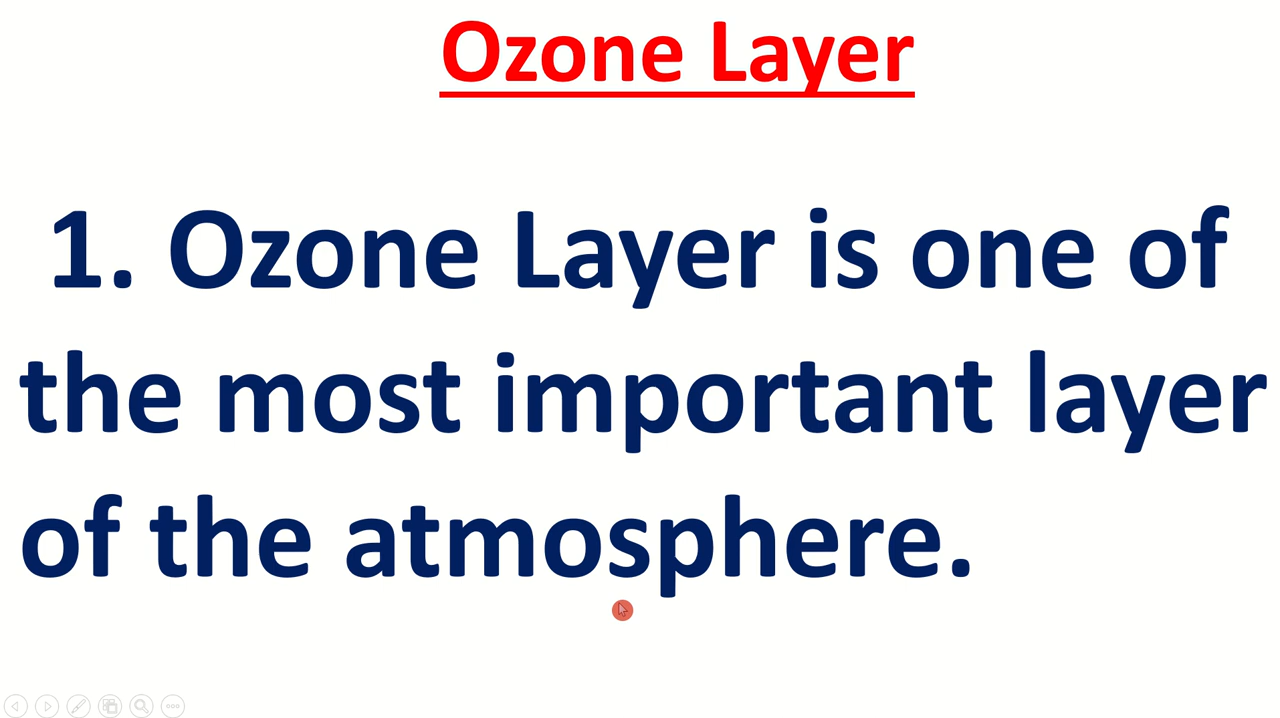 Ozone Layer
1. Ozone Layer is one of
the most important layer
of the atmosphere.